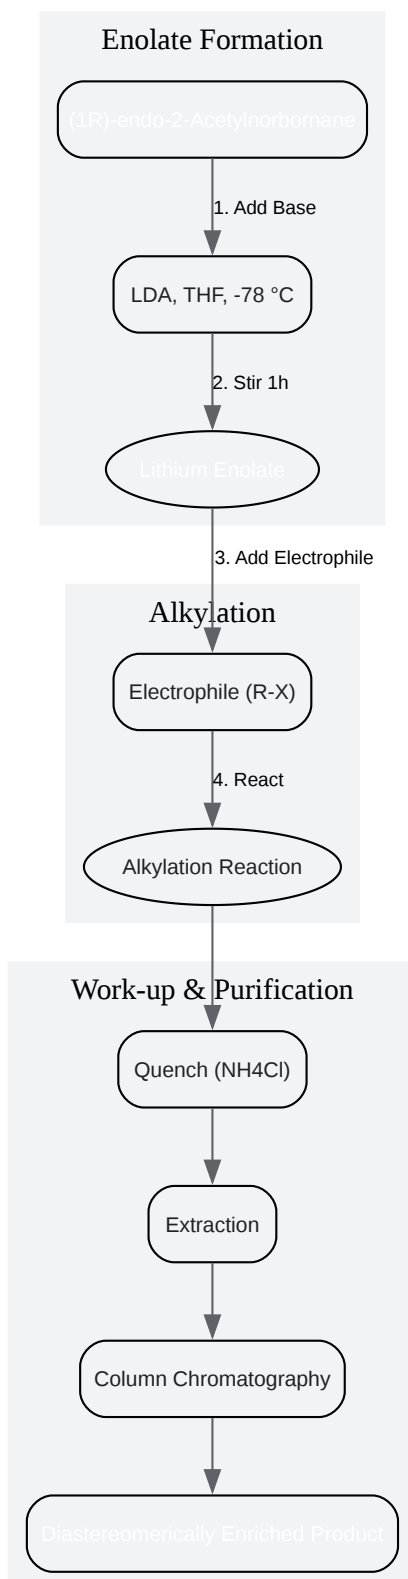 Enolate Formation
(1R)-endo-2-Acetylnorbornane
1. Add Base
LDA, THF, -78 °C
2. Stir 1h
Lithium Enolate
3. Add Electrophile
Alkylation
Electrophile (R-X)
4. React
Alkylation Reaction
Work-up & Purification
Quench (NH4Cl)
Extraction
Column Chromatography
Diastereomerically Enriched Product